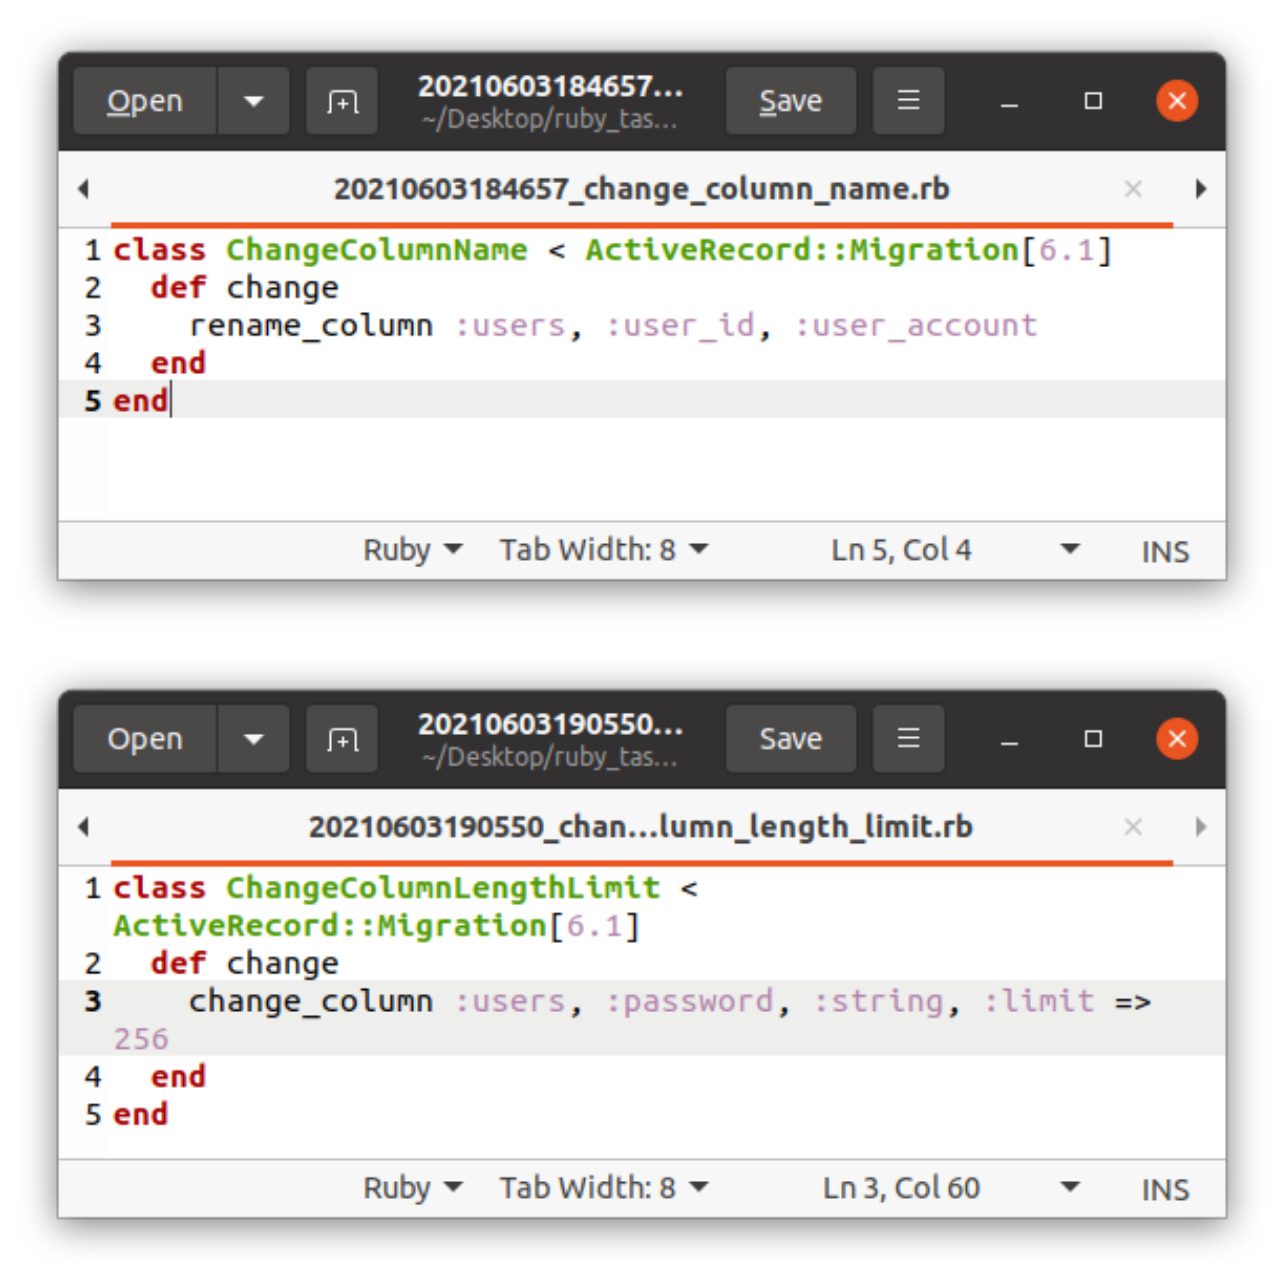 Open 20210603184657... Save
~/Desktop/ruby_tas...
20210603184657_change_column_name.rb
1 class ChangeColumnName < ActiveRecord::Migration[6.1]
2   def change
3     rename_column :users, :user_id, :user_account
4   end
5 end
Ruby Tab Width: 8 Ln 5, Col 4 INS
Open 20210603190550... Save
~/Desktop/ruby_tas...
20210603190550_chan...lumn_length_limit.rb
1 class ChangeColumnLengthLimit <
ActiveRecord::Migration[6.1]
2   def change
3     change_column :users, :password, :string, :limit =>
256
4   end
5 end
Ruby Tab Width: 8 Ln 3, Col 60 INS